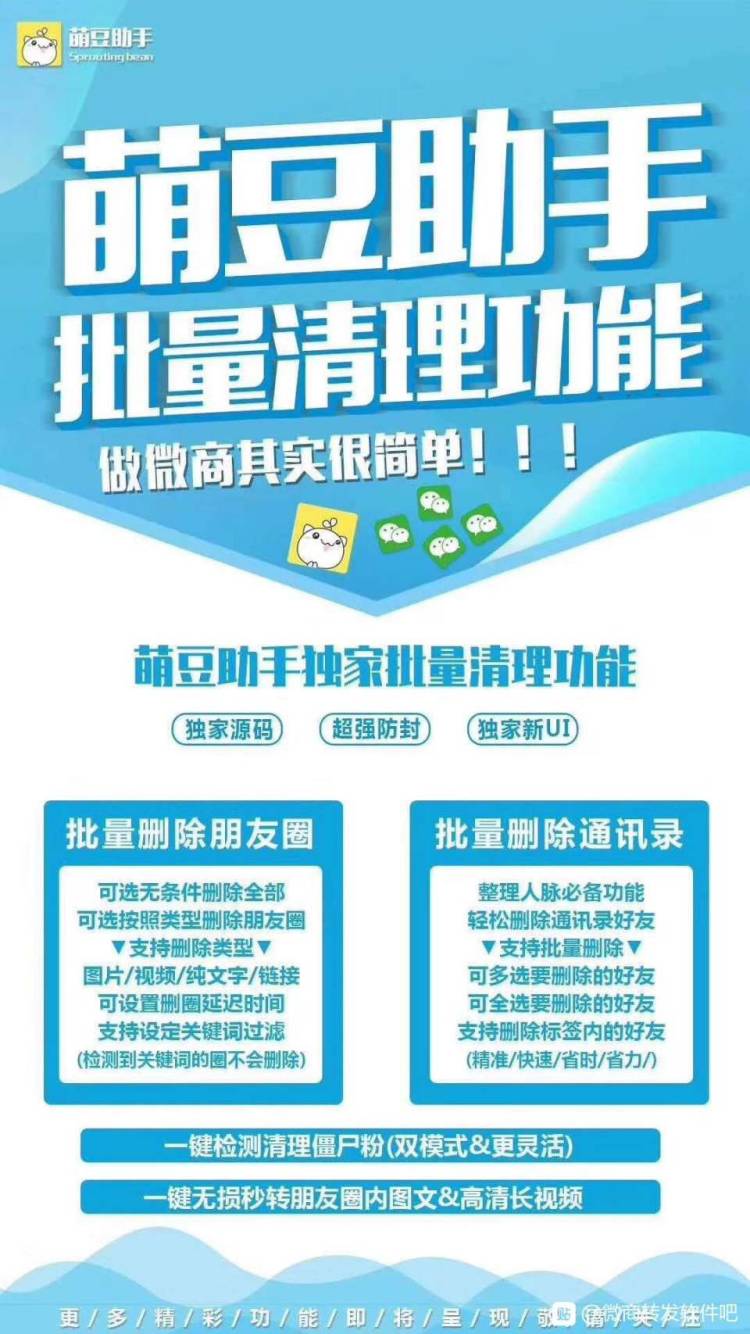 萌豆助手
Sprouting bean
萌豆助手
批量清理功能
做微商其实很简单!!!
萌豆助手独家批量清理功能
独家源码
超强防封
独家新UI
批量删除朋友圈
可选无条件删除全部
可选按照类型删除朋友圈
▼支持删除类型▼
图片/视频/纯文字/链接
可设置删圈延迟时间
支持设定关键词过滤
(检测到关键词的圈不会删除)
批量删除通讯录
整理人脉必备功能
轻松删除通讯录好友
▼支持批量删除▼
可多选要删除的好友
可全选要删除的好友
支持删除标签内的好友
(精准/快速/省时/省力/)
一键检测清理僵尸粉(双模式&更灵活)
一键无损秒转朋友圈内图文&高清长视频
更/多/精/彩/功/能/即/将/呈/现/敬/请/关/注
贴 @微商转发软件吧